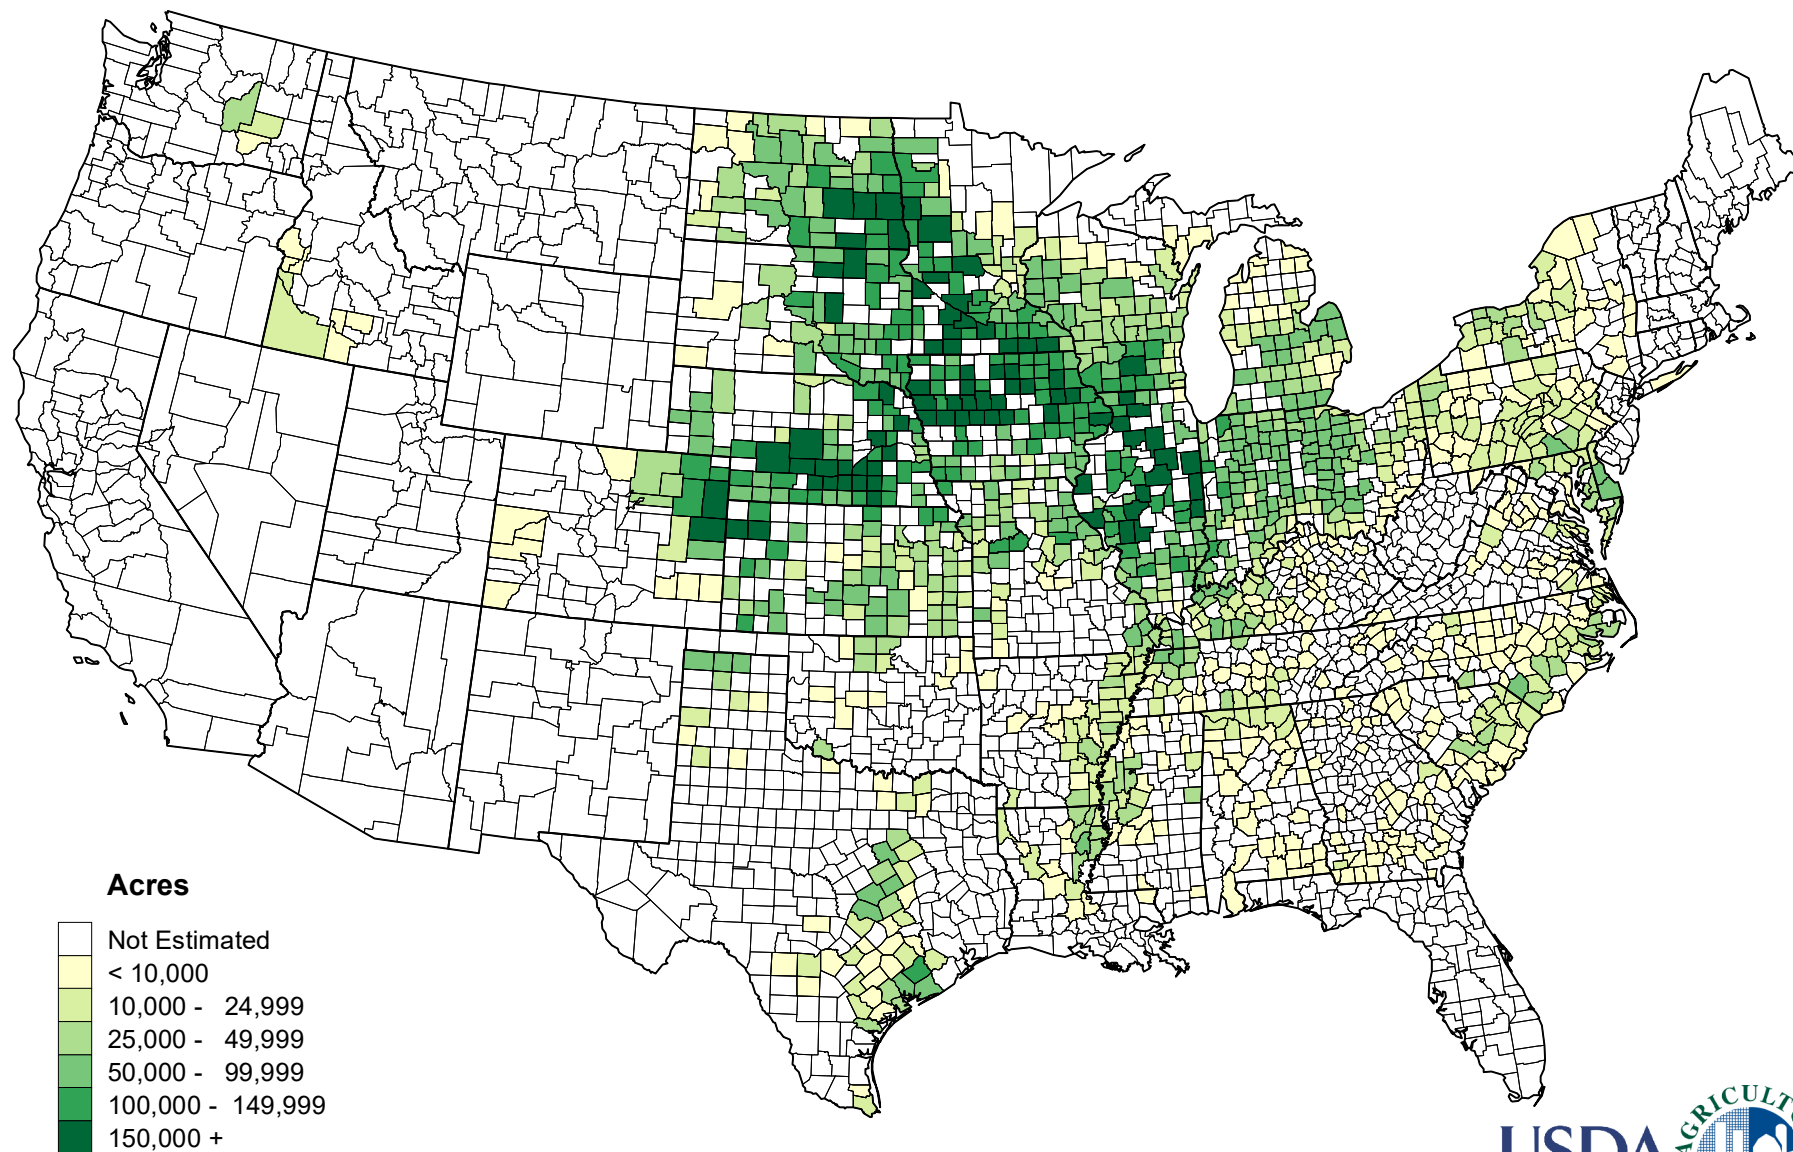 Acres
Not Estimated
< 10,000
10,000 - 24,999
25,000 - 49,999
50,000 - 99,999
100,000 - 149,999
150,000 +
USDA
AGRICULT